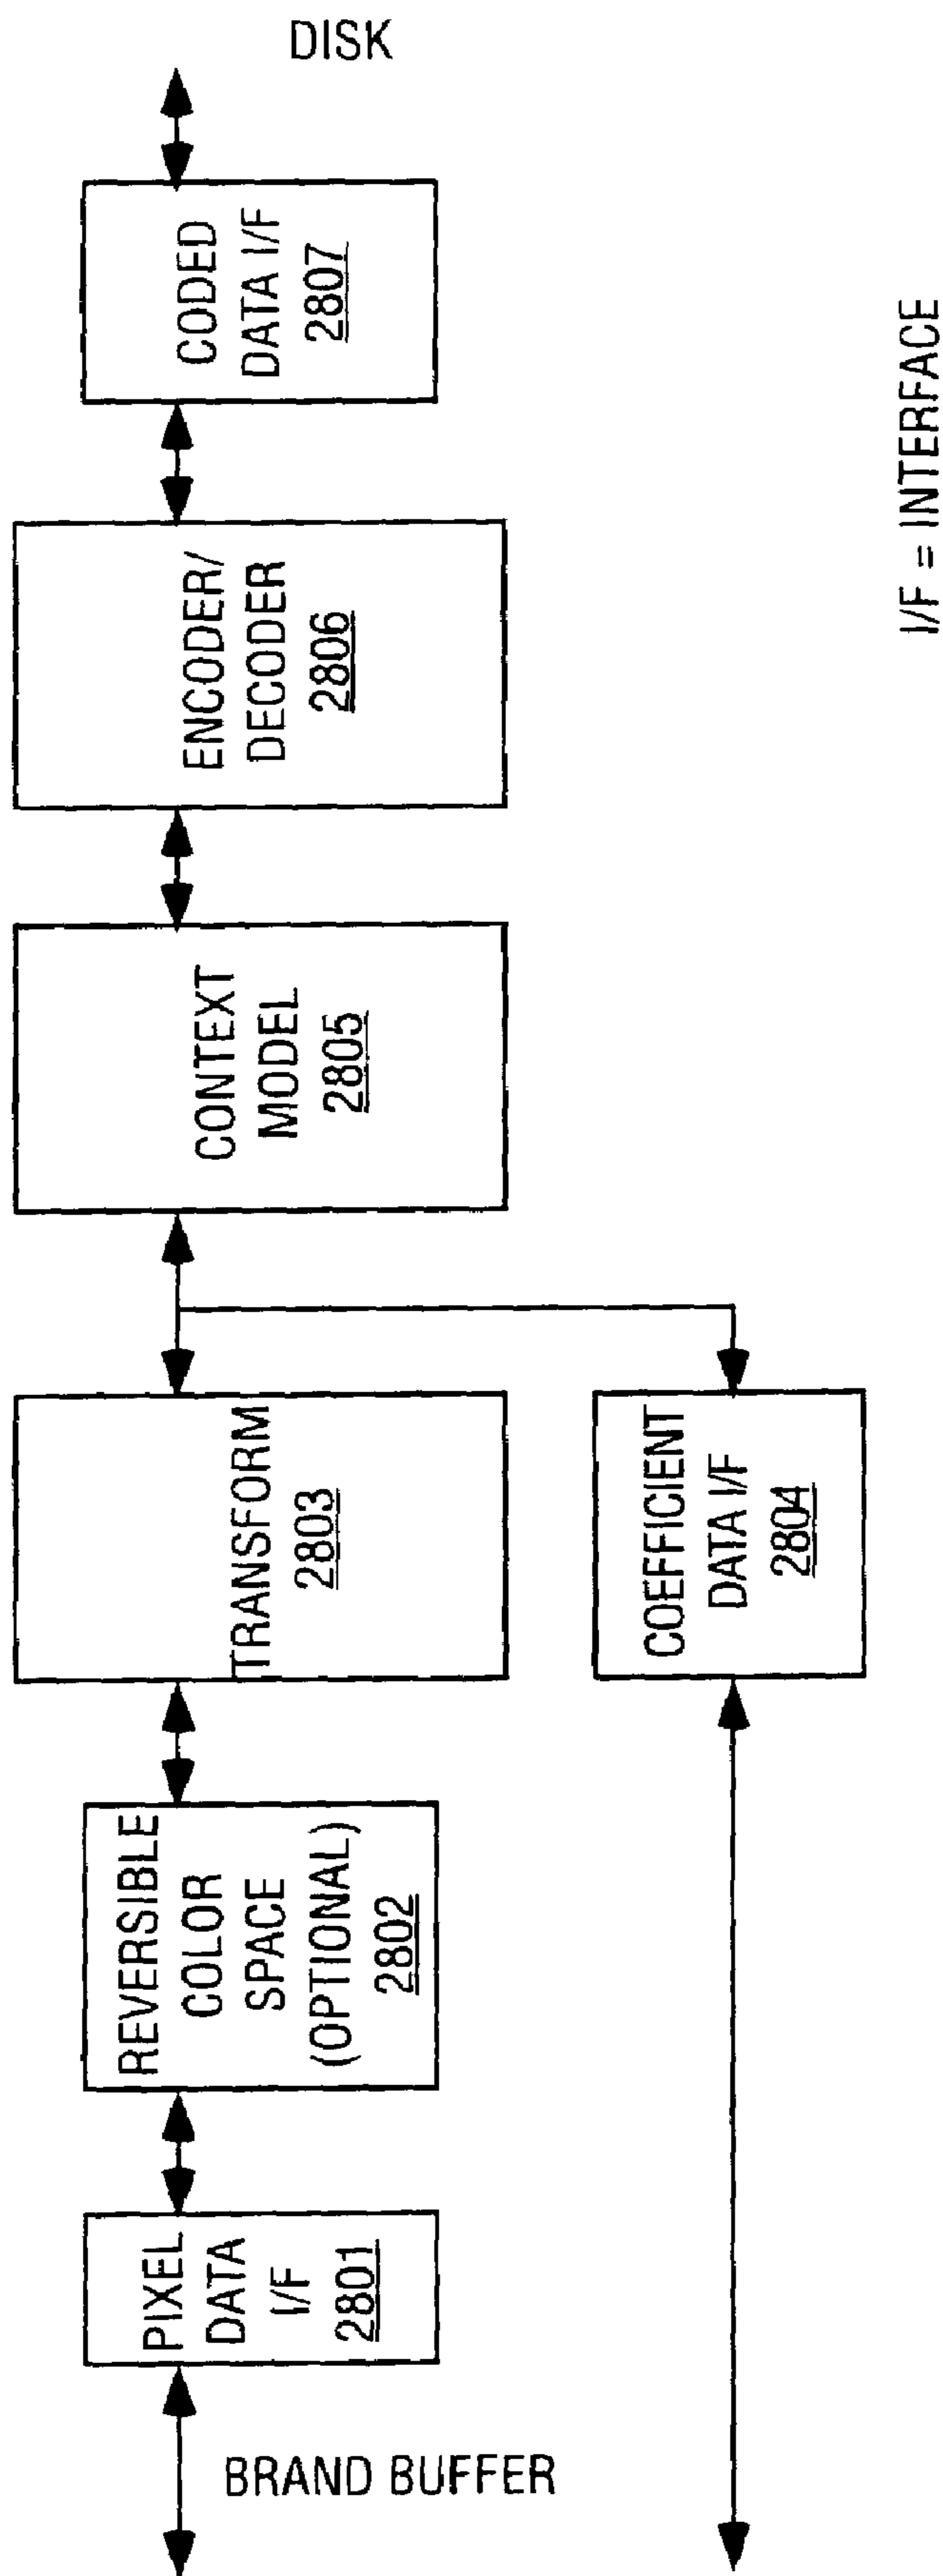 BRAND BUFFER
PIXEL
DATA
I/F
2801
REVERSIBLE
COLOR
SPACE
(OPTIONAL)
2802
TRANSFORM
2803
COEFFICIENT
DATA I/F
2804
CONTEXT
MODEL
2805
ENCODER/
DECODER
2806
CODED
DATA I/F
2807
DISK
I/F = INTERFACE